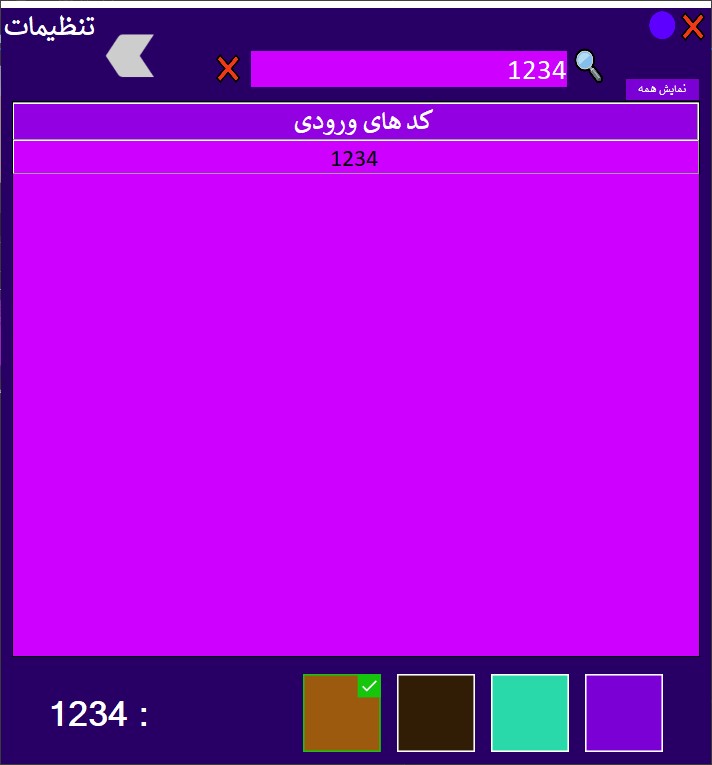 تنظیمات
1234
نمایش همه
کد های ورودی
1234
1234 :